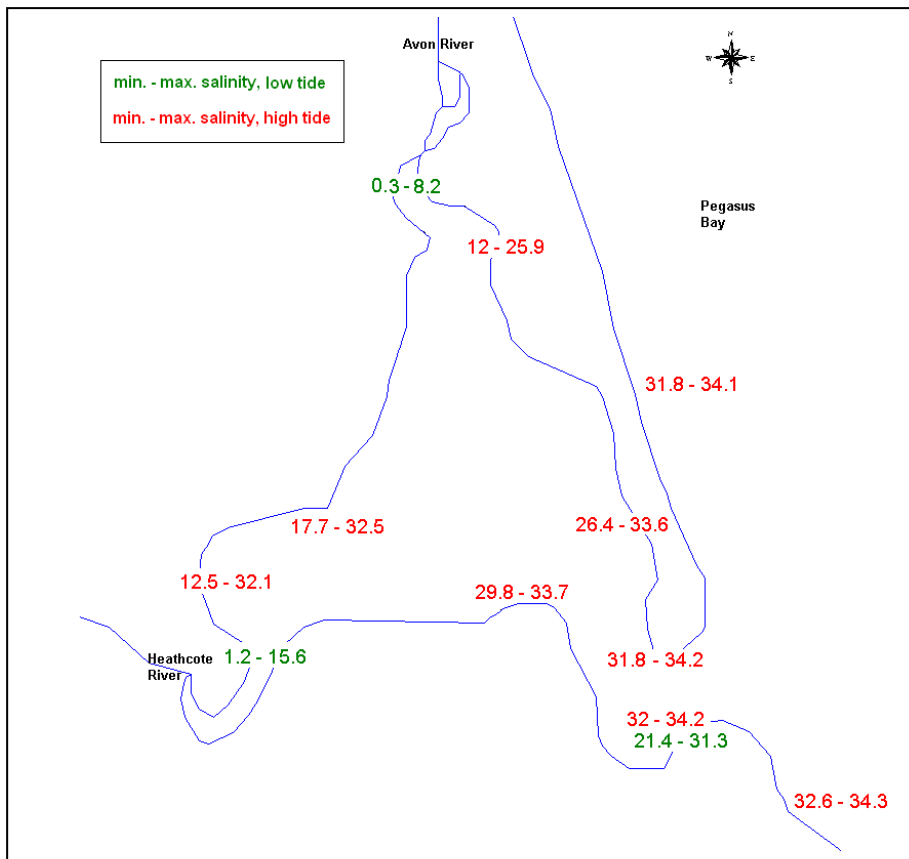 Avon River
N
W E
S
min. - max. salinity, low tide
min. - max. salinity, high tide
0.3 - 8.2
Pegasus
Bay
12 - 25.9
31.8 - 34.1
17.7 - 32.5
26.4 - 33.6
12.5 - 32.1
29.8 - 33.7
1.2 - 15.6
Heathcote
River
31.8 - 34.2
32 - 34.2
21.4 - 31.3
32.6 - 34.3